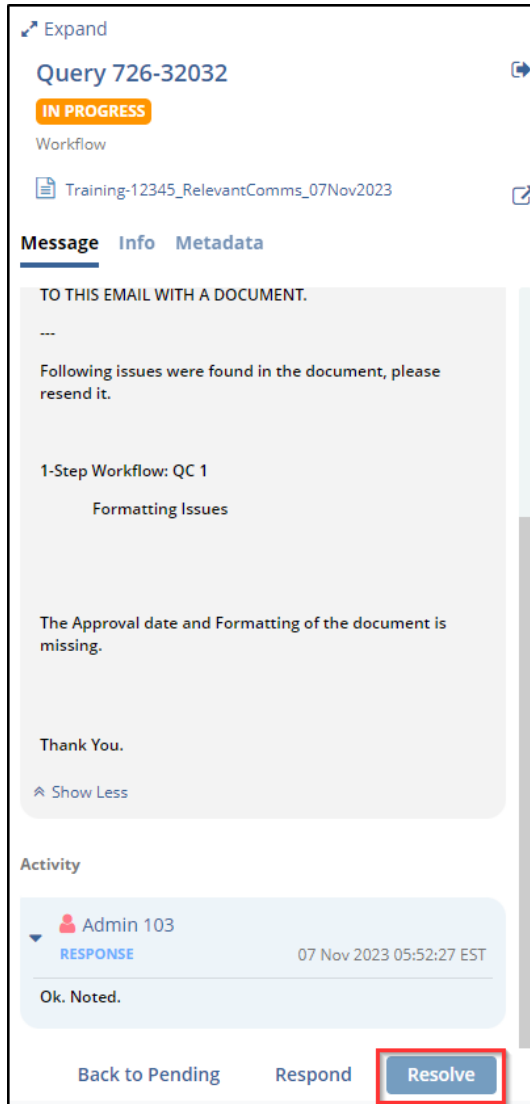 Expand
Query 726-32032
IN PROGRESS
Workflow
Training-12345_RelevantComms_07Nov2023
Message Info Metadata
TO THIS EMAIL WITH A DOCUMENT.
---
Following issues were found in the document, please
resend it.
1-Step Workflow: QC 1
Formatting Issues
The Approval date and Formatting of the document is
missing.
Thank You.
Show Less
Activity
Admin 103
RESPONSE 07 Nov 2023 05:52:27 EST
Ok. Noted.
Back to Pending Respond Resolve